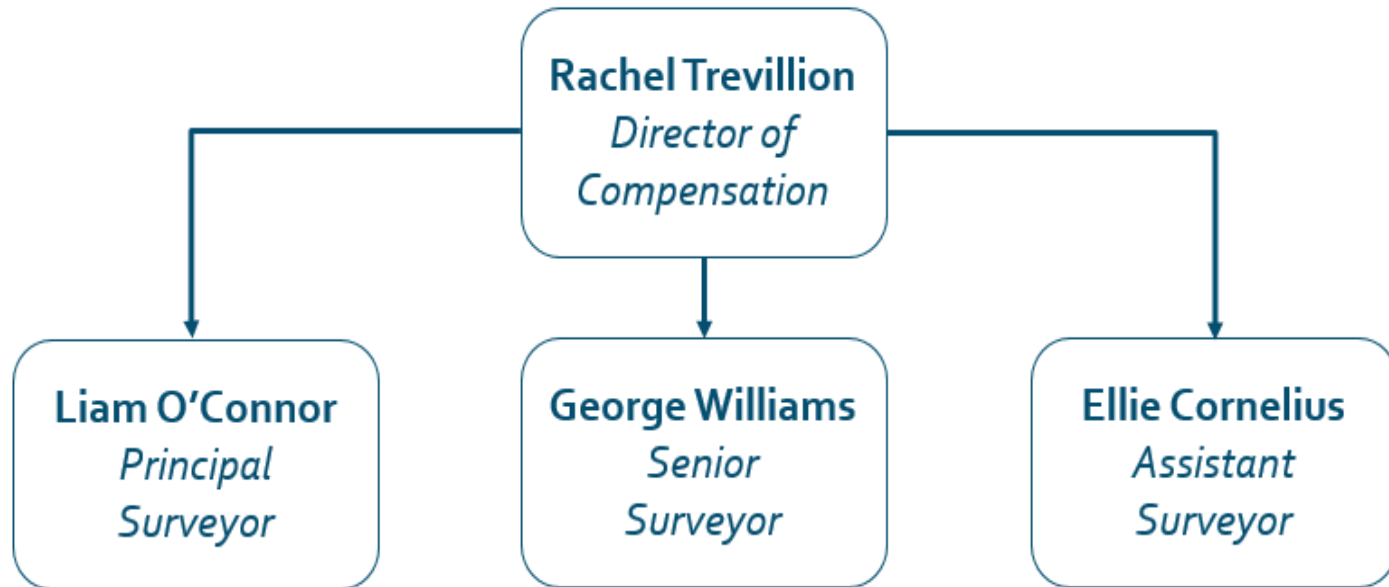 Rachel Trevillion
Director of
Compensation
Liam O’Connor
Principal
Surveyor
George Williams
Senior
Surveyor
Ellie Cornelius
Assistant
Surveyor